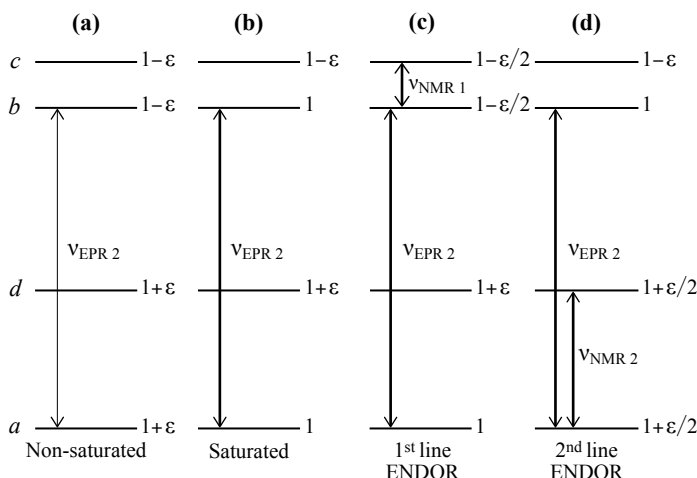 (a) (b) (c) (d)
c 1−ε 1−ε 1−ε/2 1−ε
νNMR 1
b 1−ε 1 1−ε/2 1
νEPR 2 νEPR 2 νEPR 2 νEPR 2
d 1+ε 1+ε 1+ε 1+ε/2
νNMR 2
a 1+ε 1 1 1+ε/2
Non-saturated Saturated 1st line 2nd line
ENDOR ENDOR